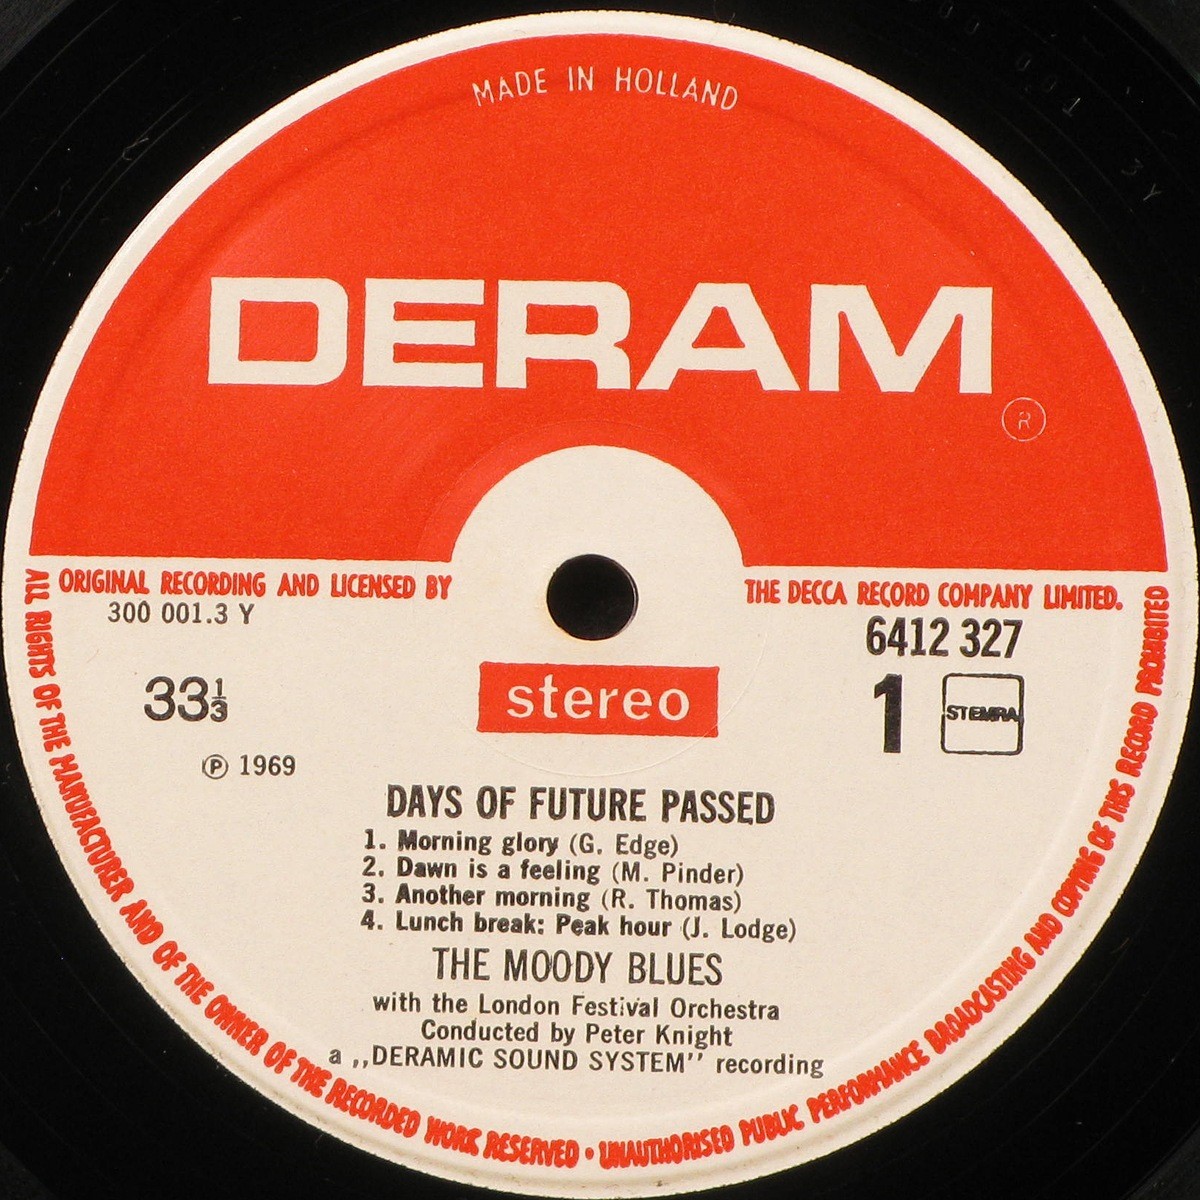 MADE IN HOLLAND
DERAM
R
ORIGINAL RECORDING AND LICENSED BY THE DECCA RECORD COMPANY LIMITED.
300 001.3 Y
6412 327
33 1/3
stereo
1
STEMRA
℗ 1969
DAYS OF FUTURE PASSED
1. Morning glory (G. Edge)
2. Dawn is a feeling (M. Pinder)
3. Another morning (R. Thomas)
4. Lunch break: Peak hour (J. Lodge)
THE MOODY BLUES
with the London Festival Orchestra
Conducted by Peter Knight
a ,,DERAMIC SOUND SYSTEM'' recording
ALL RIGHTS OF THE MANUFACTURER AND OF THE OWNER OF THE RECORDED WORK RESERVED • UNAUTHORISED PUBLIC PERFORMANCE BROADCASTING AND COPYING OF THIS RECORD PROHIBITED